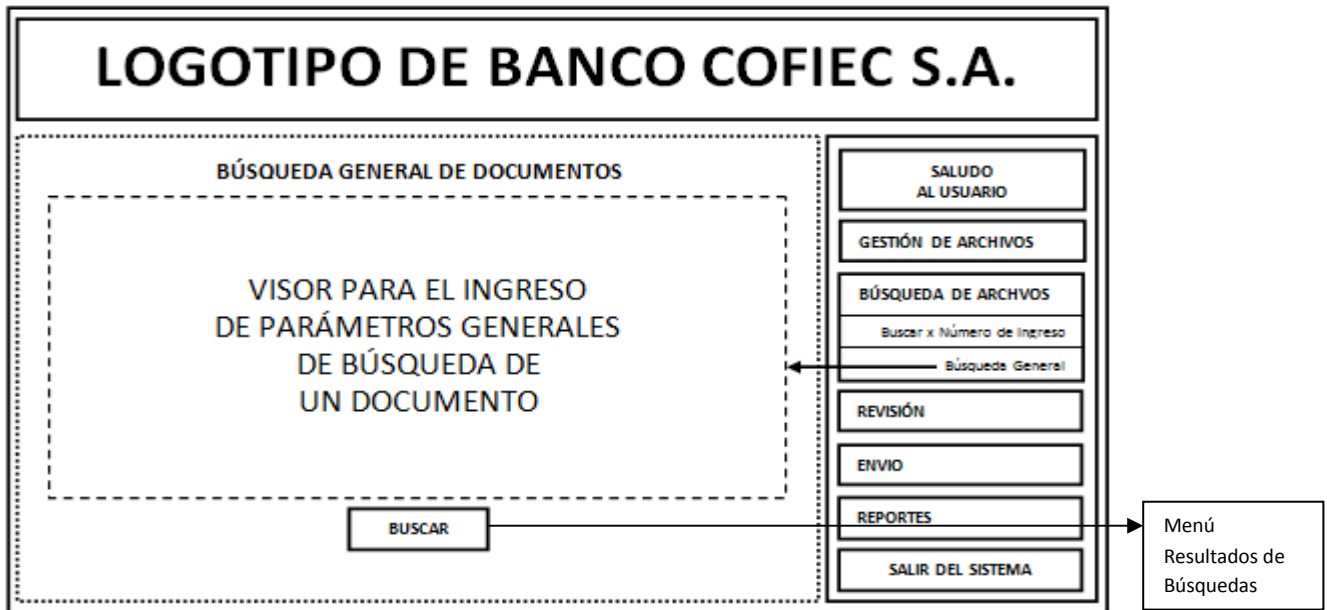 LOGOTIPO DE BANCO COFIEC S.A.
BÚSQUEDA GENERAL DE DOCUMENTOS
VISOR PARA EL INGRESO
DE PARÁMETROS GENERALES
DE BÚSQUEDA DE
UN DOCUMENTO
BUSCAR
SALUDO
AL USUARIO
GESTIÓN DE ARCHIVOS
BÚSQUEDA DE ARCHVOS
Buscar x Número de Ingreso
Búsqueda General
REVISIÓN
ENVIO
REPORTES
SALIR DEL SISTEMA
Menú
Resultados de
Búsquedas